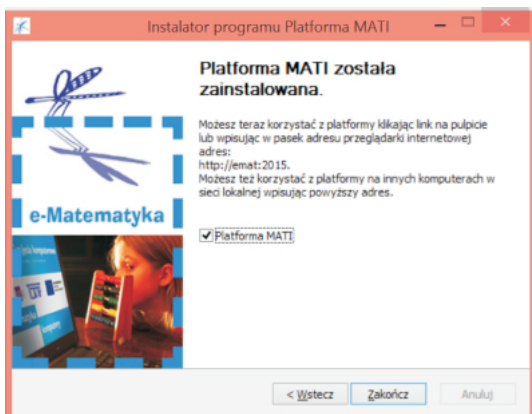 Instalator programu Platforma MATI
Platforma MATI została
zainstalowana.
Możesz teraz korzystać z platformy klikając link na pulpicie
lub wpisując w pasek adresu przeglądarki internetowej
adres:
http://emat:2015.
Możesz też korzystać z platformy na innych komputerach w
sieci lokalnej wpisując powyższy adres.
e-Matematyka
Platforma MATI
< Wstecz
Zakończ
Anuluj